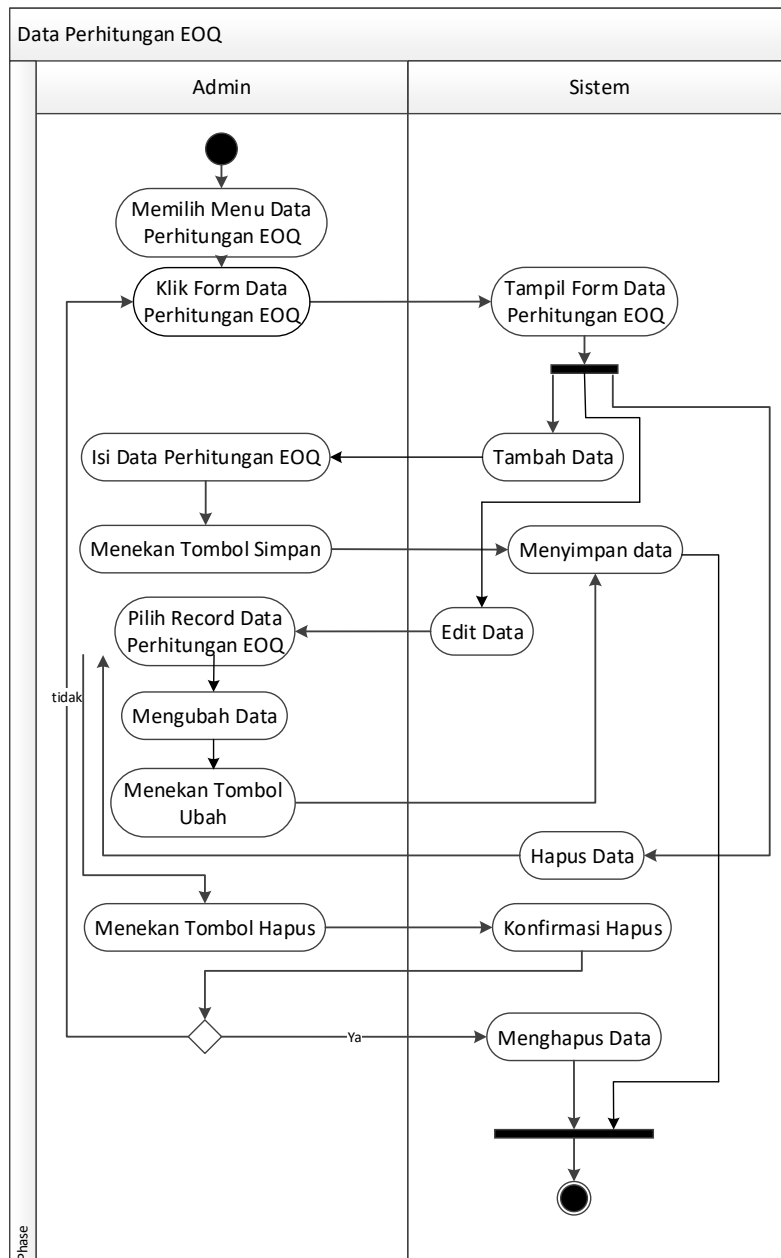 Data Perhitungan EOQ
Admin
Sistem
Memilih Menu Data
Perhitungan EOQ
Klik Form Data
Perhitungan EOQ
Tampil Form Data
Perhitungan EOQ
Isi Data Perhitungan EOQ
Tambah Data
Menekan Tombol Simpan
Menyimpan data
Pilih Record Data
Perhitungan EOQ
Edit Data
tidak
Mengubah Data
Menekan Tombol
Ubah
Hapus Data
Menekan Tombol Hapus
Konfirmasi Hapus
Ya
Menghapus Data
Phase